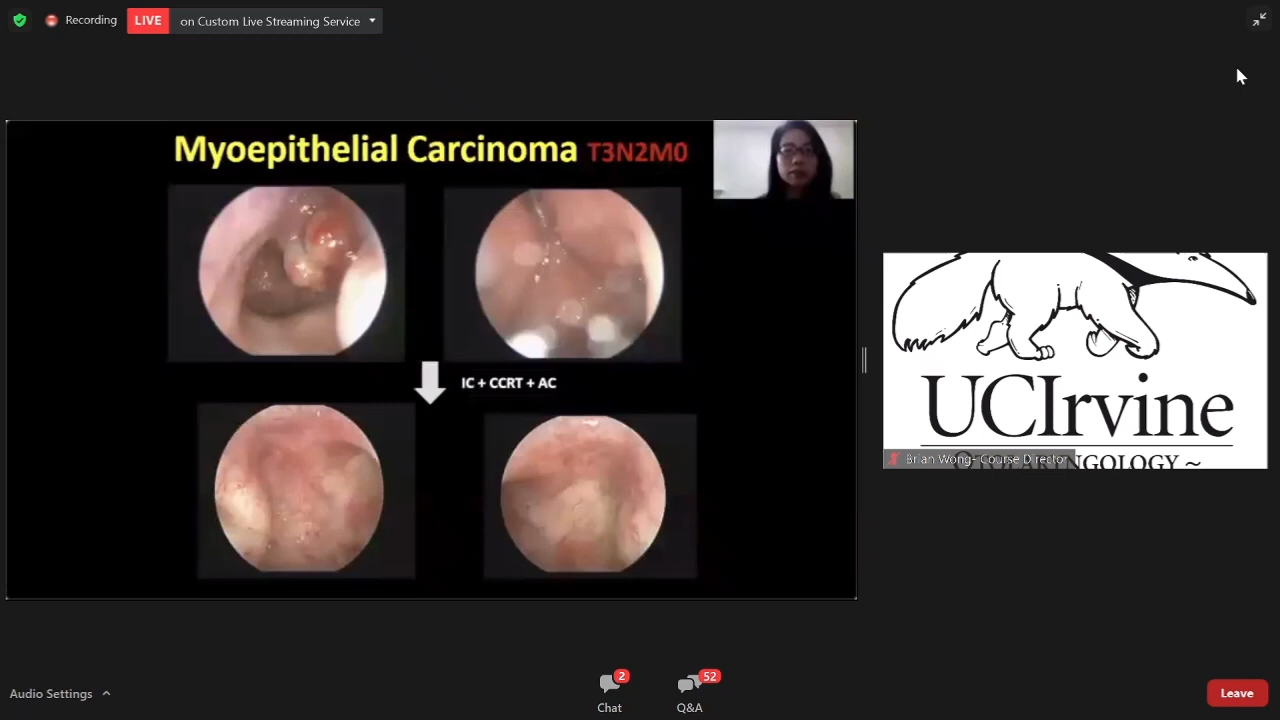 Recording
LIVE
on Custom Live Streaming Service
Myoepithelial Carcinoma T3N2M0
IC + CCRT + AC
UCIrvine
Brian Wong- Course Director
Audio Settings
2
Chat
52
Q&A
Leave